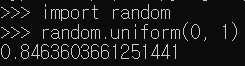 >>> import random
>>> random.uniform(0, 1)
0.8463603661251441